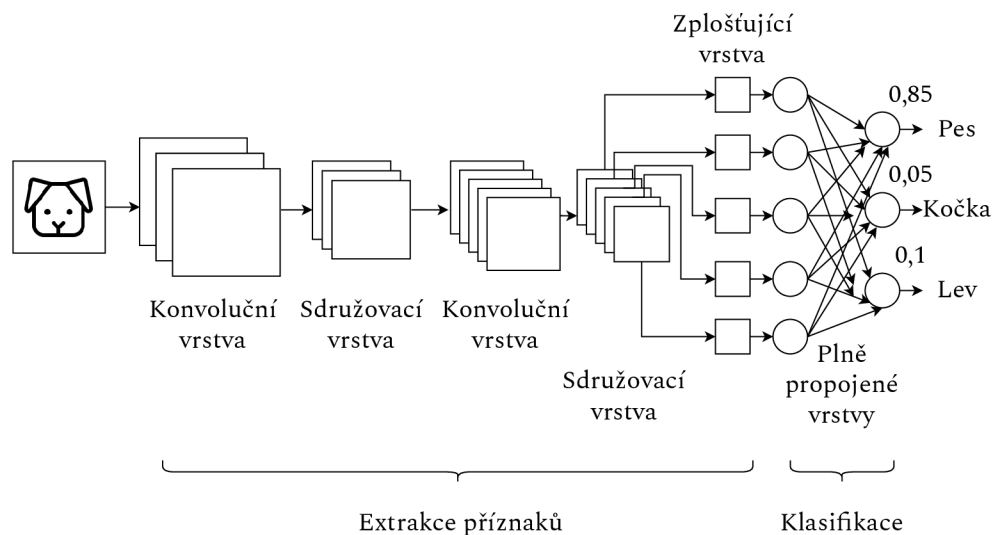 Zplošťující
vrstva
0,85
Pes
0,05
Kočka
0,1
Lev
Konvoluční
vrstva
Sdružovací
vrstva
Konvoluční
vrstva
Sdružovací
vrstva
Plně
propojené
vrstvy
Extrakce příznaků
Klasifikace